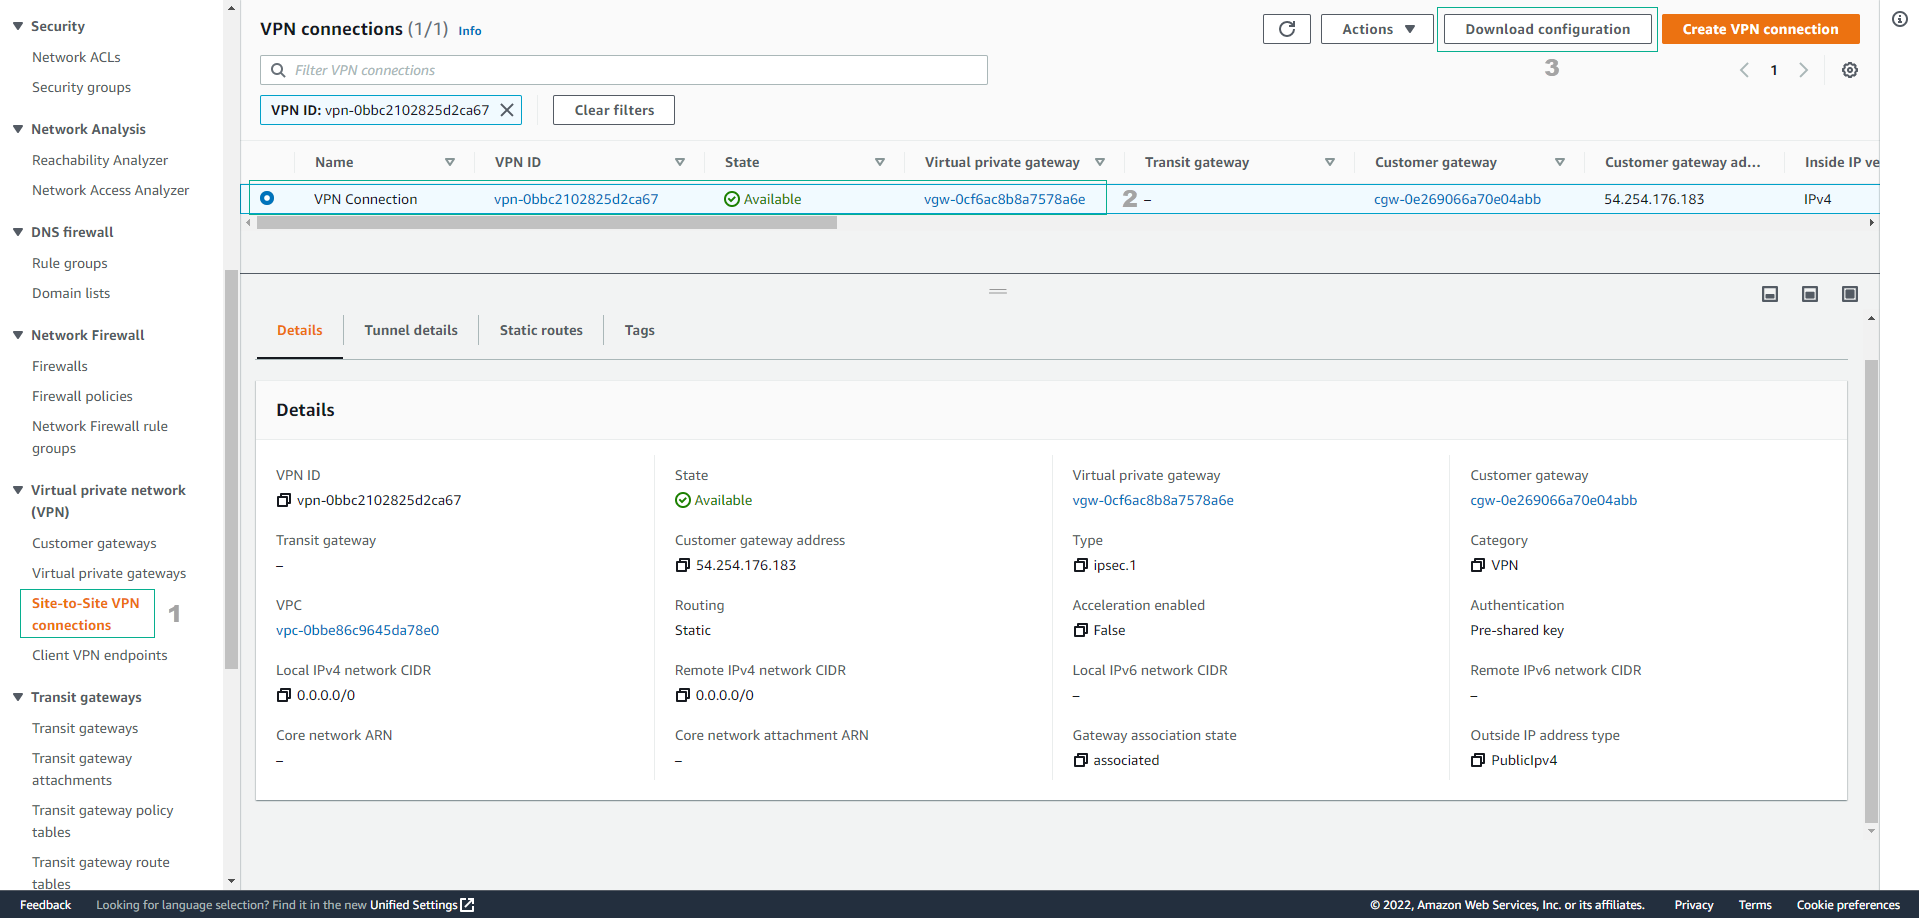 Security
Network ACLs
Security groups
Network Analysis
Reachability Analyzer
Network Access Analyzer
DNS firewall
Rule groups
Domain lists
Network Firewall
Firewalls
Firewall policies
Network Firewall rule
groups
Virtual private network
(VPN)
Customer gateways
Virtual private gateways
Site-to-Site VPN
connections
1
Client VPN endpoints
Transit gateways
Transit gateways
Transit gateway
attachments
Transit gateway policy
tables
Transit gateway route
tables
VPN connections (1/1) Info
Actions
Download configuration
Create VPN connection
Filter VPN connections
3
1
VPN ID: vpn-0bbc2102825d2ca67
Clear filters
Name VPN ID State Virtual private gateway Transit gateway Customer gateway Customer gateway ad... Inside IP ve
VPN Connection vpn-0bbc2102825d2ca67 Available vgw-0cf6ac8b8a7578a6e 2 – cgw-0e269066a70e04abb 54.254.176.183 IPv4
Details Tunnel details Static routes Tags
Details
VPN ID
vpn-0bbc2102825d2ca67
State
Available
Virtual private gateway
vgw-0cf6ac8b8a7578a6e
Customer gateway
cgw-0e269066a70e04abb
Transit gateway
–
Customer gateway address
54.254.176.183
Type
ipsec.1
Category
VPN
VPC
vpc-0bbe86c9645da78e0
Routing
Static
Acceleration enabled
False
Authentication
Pre-shared key
Local IPv4 network CIDR
0.0.0.0/0
Remote IPv4 network CIDR
0.0.0.0/0
Local IPv6 network CIDR
–
Remote IPv6 network CIDR
–
Core network ARN
–
Core network attachment ARN
–
Gateway association state
associated
Outside IP address type
PublicIpv4
Feedback Looking for language selection? Find it in the new Unified Settings © 2022, Amazon Web Services, Inc. or its affiliates. Privacy Terms Cookie preferences